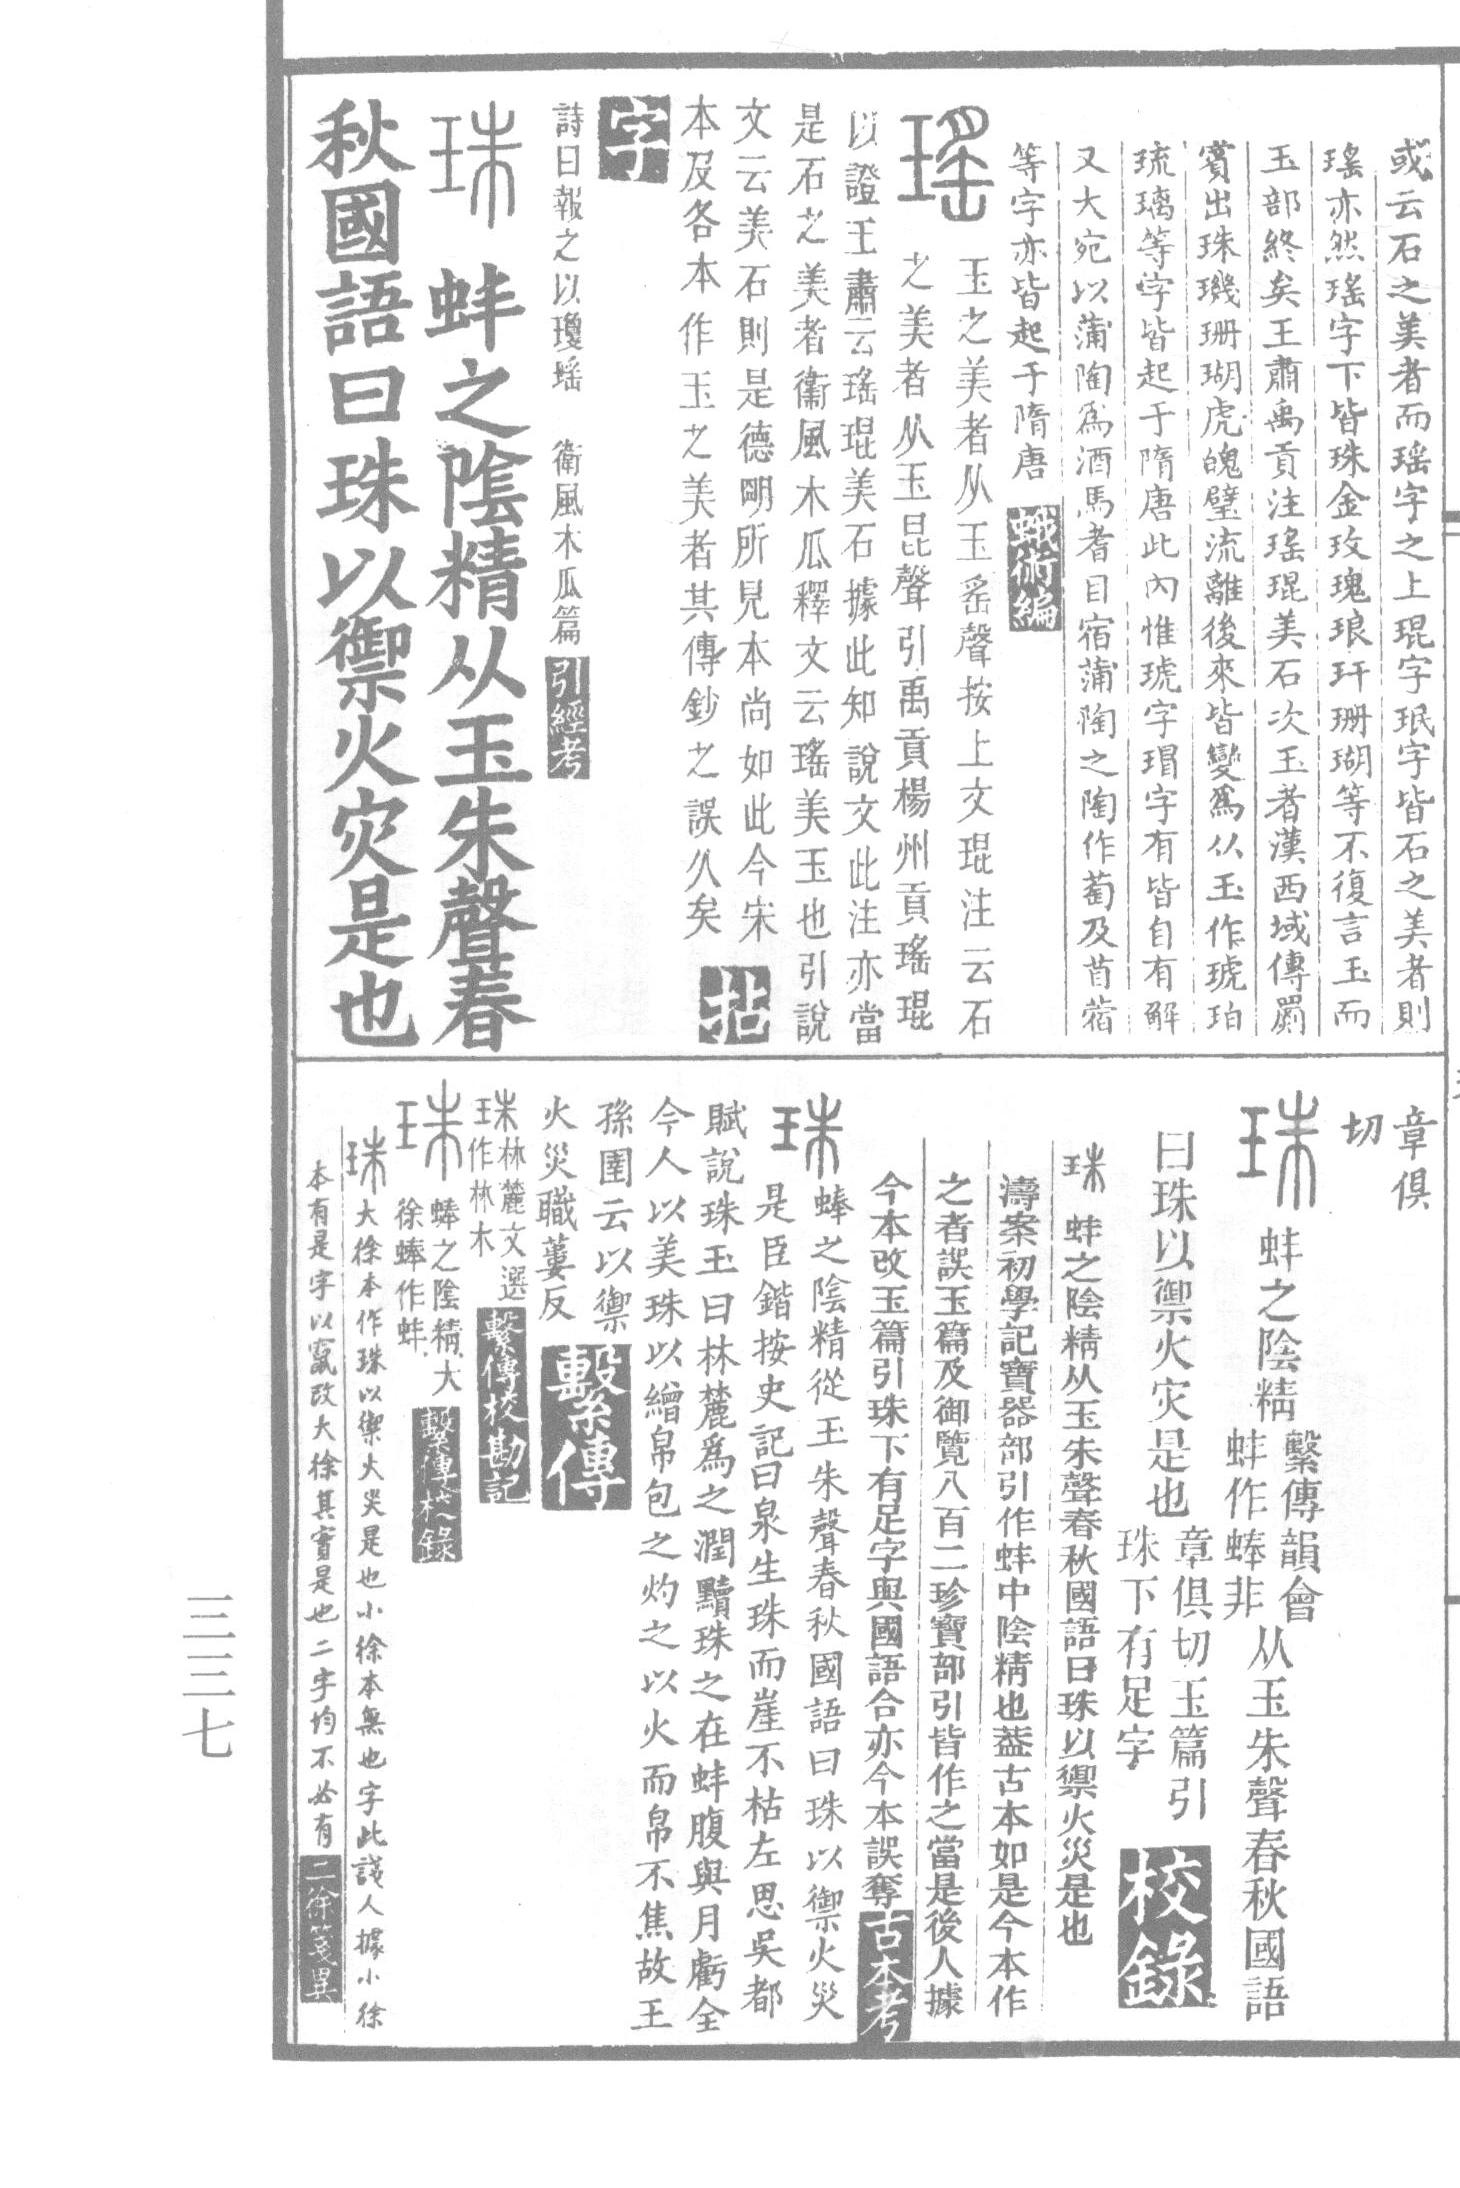 或云石之美者而瑶字之上琨字珉字皆石之美者則
瑤亦然瑶字下皆珠金玫瑰琅玕珊瑚等不復言玉而
玉部終矣王肅禹貢注瑤琨美石次玉者漢西域傳罽
賓出珠璣珊瑚虎魄璧流離後來皆變爲从玉作琥珀
琉璃等字皆起于隋唐此內惟琥字瑁字有皆自有解
又大宛以蒲陶爲酒馬耆目宿蒲陶之陶作萄及苜蓿
等字亦皆起于隋唐 蛾術編
瑤 玉之美者从玉䍃聲按上文琨注云石
之美者从玉昆聲引禹貢楊州貢瑤琨
以證王肅云瑤琨美石據此知說文此注亦當
是石之美者衞風木瓜釋文云瑤美玉也引說
文云美石則是德明所見本尚如此今宋
本及各本作玉之美者其傳鈔之誤久矣 拈
字
詩曰報之以瓊瑤 衛風木瓜篇 引經考
珠 蚌之陰精从玉朱聲春
秋國語曰珠以禦火灾是也
章俱
切
珠 蚌之陰精 繫傳韻會蚌作蜯非 从玉朱聲春秋國語
曰珠以禦火灾是也 章俱切玉篇引珠下有足字 校錄
珠 蚌之陰精从玉朱聲春秋國語曰珠以禦火災是也
濤案初學記寶器部引作蚌中陰精也葢古本如是今本作
之者誤玉篇及御覽八百二珍寶部引皆作之當是後人據
今本改玉篇引珠下有足字與國語合亦今本誤奪 古本考
珠 蜯之陰精從玉朱聲春秋國語曰珠以禦火災
是臣鍇按史記曰泉生珠而崖不枯左思吳都
賦說珠玉曰林麓爲之潤黷珠之在蚌腹與月虧全
今人以美珠以繒帛包之灼之以火而帛不焦故王
孫圉云以禦
火災職蔞反 繫傳
珠 林麓文選
作林木 繫傳校勘記
珠 蜯之陰精大
徐蜯作蚌 繫傳校錄
珠 大徐本作珠以禦火災是也小徐本無也字此議人據小徐
本有是字以竄改大徐其實是也二字均不必有 二徐箋異
三三七